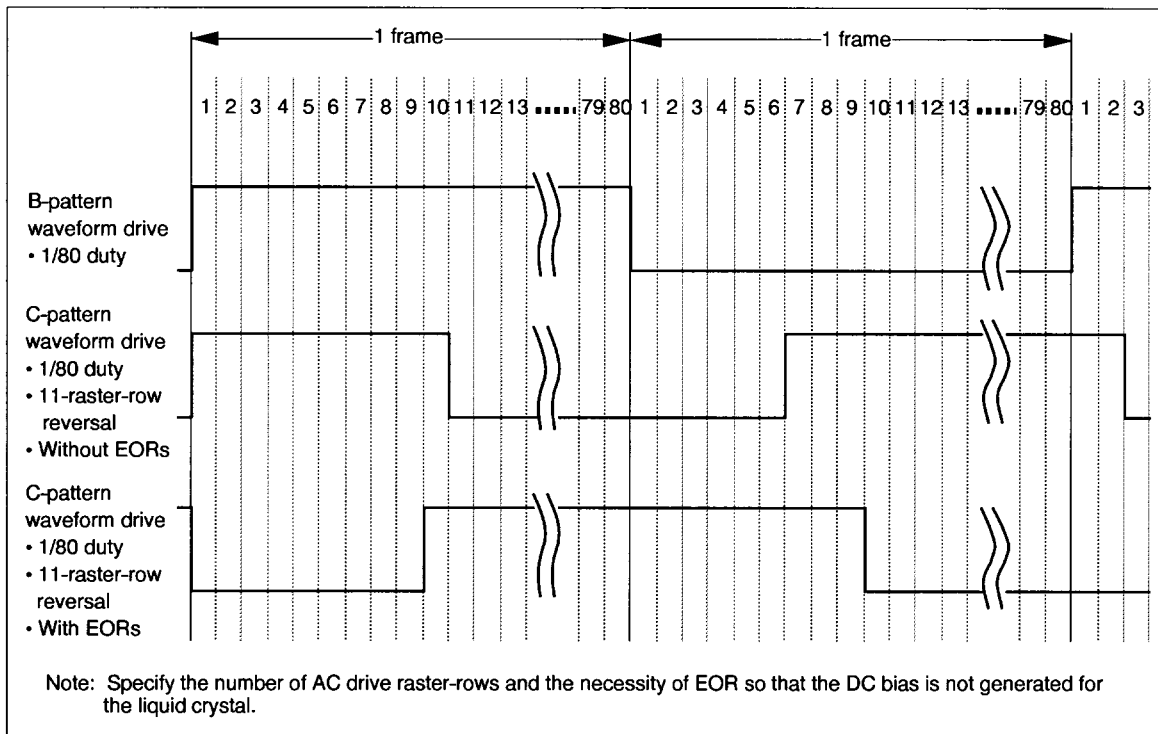 1 frame 1 frame
1 2 3 4 5 6 7 8 9 10 11 12 13 ..... 79 80 1 2 3 4 5 6 7 8 9 10 11 12 13 ..... 79 80 1 2 3
B-pattern
waveform drive
• 1/80 duty
C-pattern
waveform drive
• 1/80 duty
• 11-raster-row
reversal
• Without EORs
C-pattern
waveform drive
• 1/80 duty
• 11-raster-row
reversal
• With EORs
Note: Specify the number of AC drive raster-rows and the necessity of EOR so that the DC bias is not generated for
the liquid crystal.